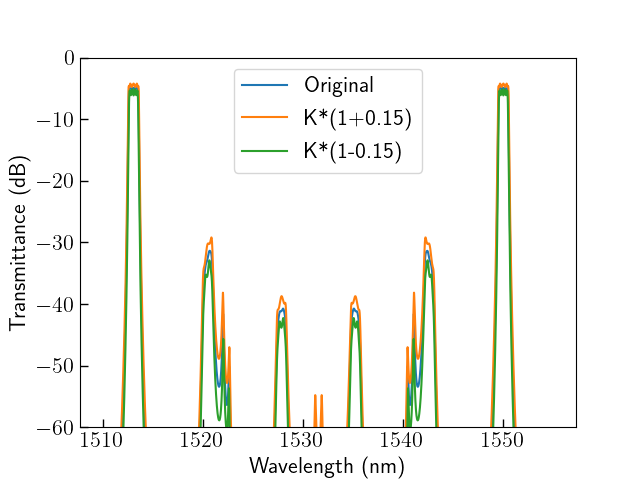 0
−10
−20
−30
−40
−50
−60
Transmittance (dB)
Original
K*(1+0.15)
K*(1-0.15)
1510 1520 1530 1540 1550
Wavelength (nm)